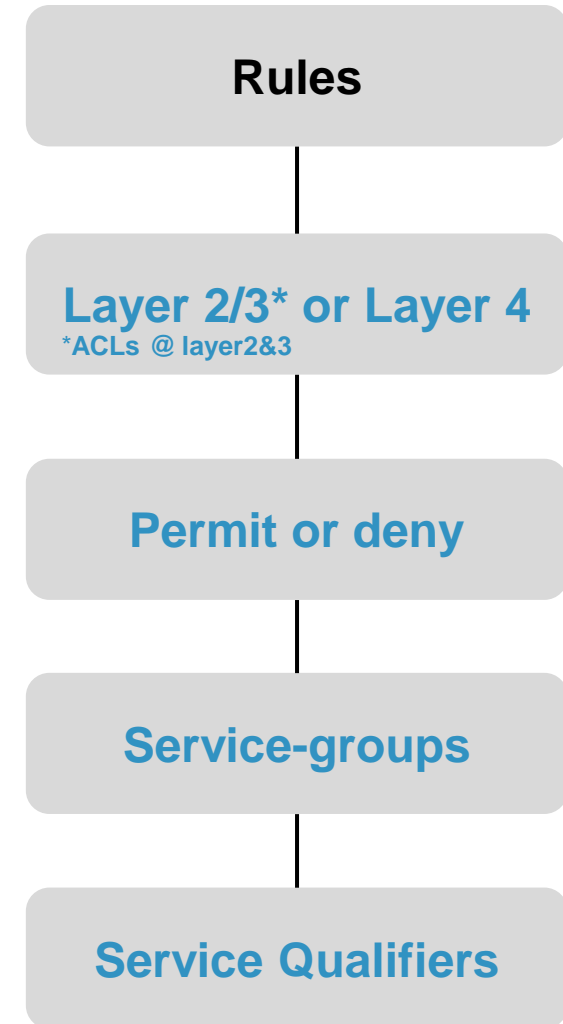 Rules
Layer 2/3* or Layer 4
*ACLs @ layer2&3
Permit or deny
Service-groups
Service Qualifiers